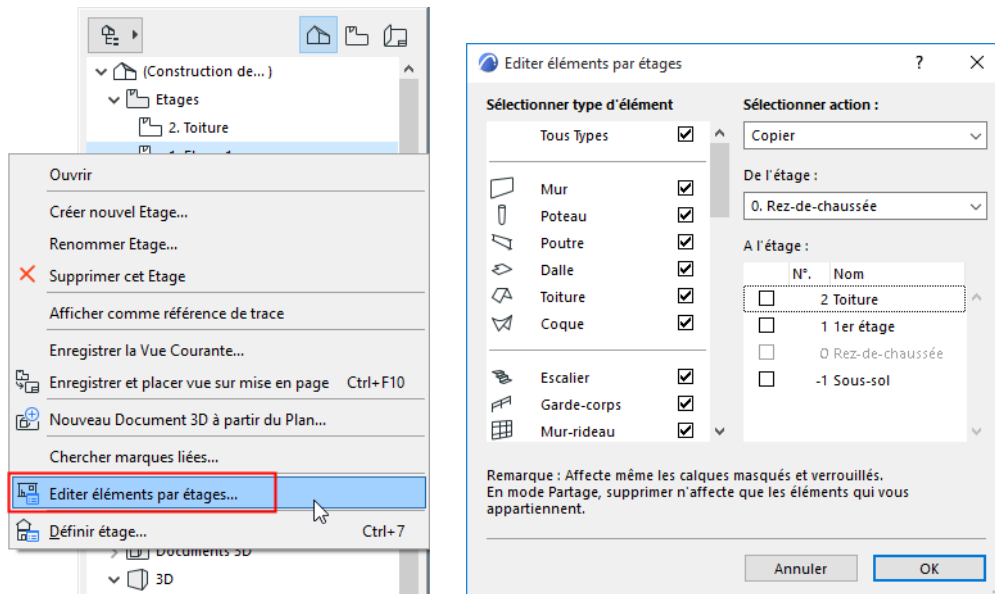 (Construction de... )
Etages
2. Toiture
Ouvrir
Créer nouvel Etage...
Renommer Etage...
Supprimer cet Etage
Afficher comme référence de trace
Enregistrer la Vue Courante...
Enregistrer et placer vue sur mise en page Ctrl+F10
Nouveau Document 3D à partir du Plan...
Chercher marques liées...
Editer éléments par étages...
Définir étage... Ctrl+7
Documents 3D
3D
Editer éléments par étages
Sélectionner type d'élément
Tous Types
Mur
Poteau
Poutre
Dalle
Toiture
Coque
Escalier
Garde-corps
Mur-rideau
Sélectionner action :
Copier
De l'étage :
0. Rez-de-chaussée
A l'étage :
N°. Nom
2 Toiture
1 1er étage
0 Rez-de-chaussée
-1 Sous-sol
Remarque : Affecte même les calques masqués et verrouillés.
En mode Partage, supprimer n'affecte que les éléments qui vous
appartiennent.
Annuler OK